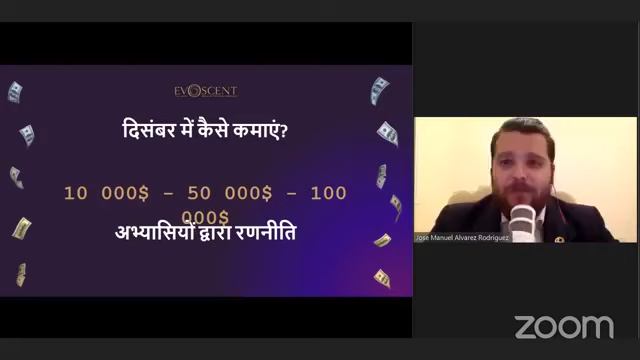 EVOSCENT
दिसंबर में कैसे कमाएं?
10 000$ – 50 000$ – 100
000$
अभ्यासियों द्वारा रणनीति
Jose Manuel Alvarez Rodriguez
zoom